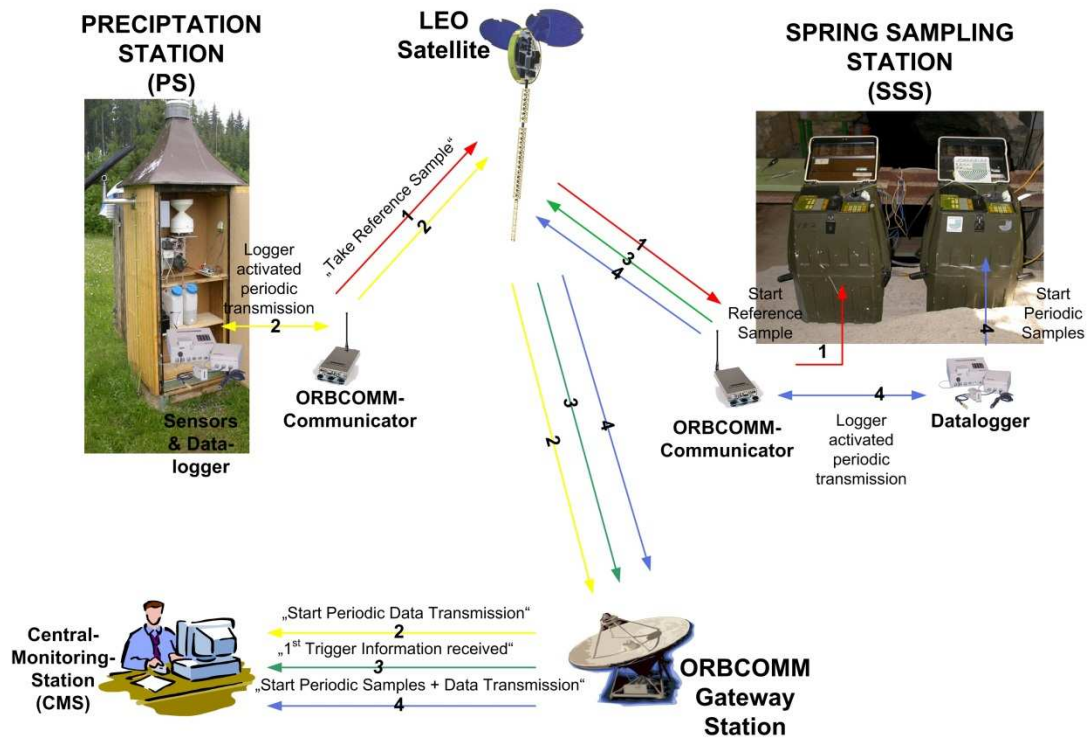 PRECIPTATION
STATION
(PS)
LEO
Satellite
SPRING SAMPLING
STATION
(SSS)
„Take Reference Sample“
1
2
Logger
activated
periodic
transmission
2
ORBCOMM-
Communicator
Sensors
& Data-
logger
1
3
4
Start
Reference
Sample
1
Start
Periodic
Samples
4
4
ORBCOMM-
Communicator
Logger
activated
periodic
transmission
Datalogger
2
3
4
„Start Periodic Data Transmission“
2
„1st Trigger Information received“
3
„Start Periodic Samples + Data Transmission“
4
Central-
Monitoring-
Station
(CMS)
ORBCOMM
Gateway
Station